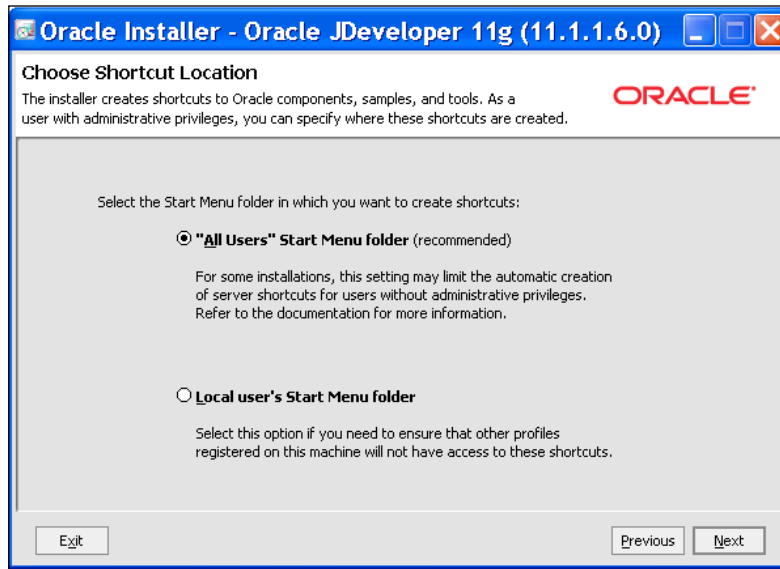 Oracle Installer - Oracle JDeveloper 11g (11.1.1.6.0)
Choose Shortcut Location
The installer creates shortcuts to Oracle components, samples, and tools. As a
user with administrative privileges, you can specify where these shortcuts are created.
ORACLE
Select the Start Menu folder in which you want to create shortcuts:
"All Users" Start Menu folder (recommended)
For some installations, this setting may limit the automatic creation
of server shortcuts for users without administrative privileges.
Refer to the documentation for more information.
Local user's Start Menu folder
Select this option if you need to ensure that other profiles
registered on this machine will not have access to these shortcuts.
Exit
Previous
Next